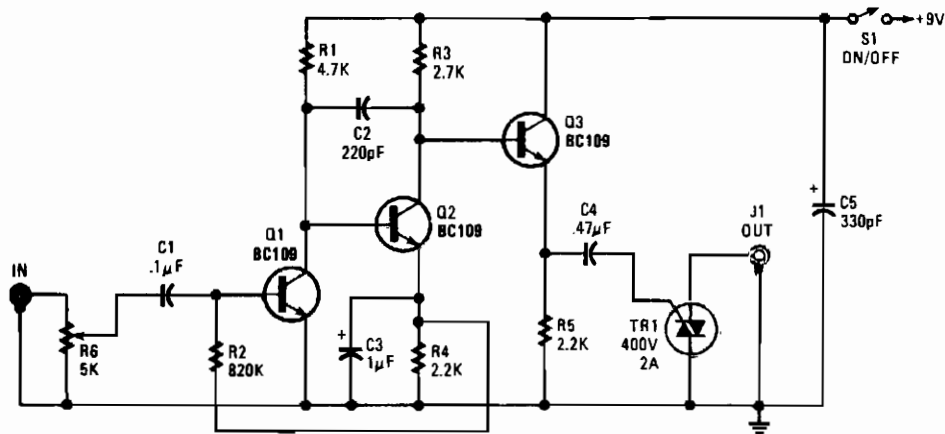 +9V
S1
ON/OFF
R1
4.7K
R3
2.7K
C2
220pF
Q3
BC109
C5
330pF
+
Q2
BC109
Q1
BC109
C4
.47μF
J1
OUT
IN
C1
.1μF
R6
5K
R2
820K
+
C3
1μF
R4
2.2K
R5
2.2K
TR1
400V
2A